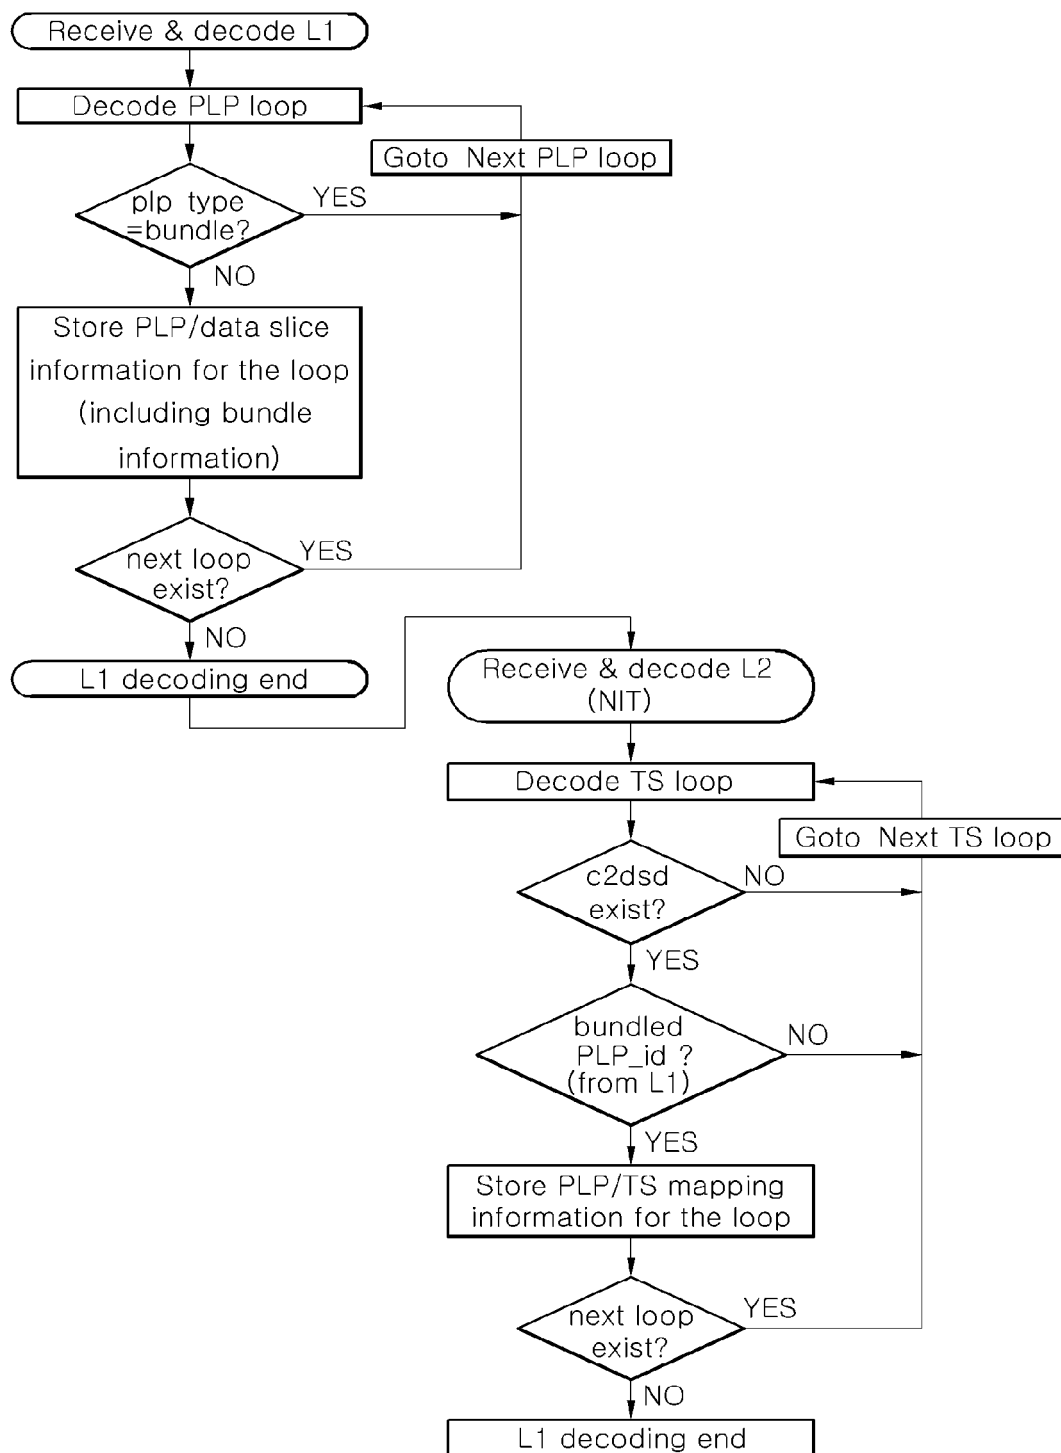 Receive & decode L1
Decode PLP loop
Goto Next PLP loop
plp type
=bundle?
YES
NO
Store PLP/data slice
information for the loop
(including bundle
information)
next loop
exist?
YES
NO
L1 decoding end
Receive & decode L2
(NIT)
Decode TS loop
Goto Next TS loop
c2dsd
exist?
NO
YES
bundled
PLP_id ?
(from L1)
NO
YES
Store PLP/TS mapping
information for the loop
next loop
exist?
YES
NO
L1 decoding end